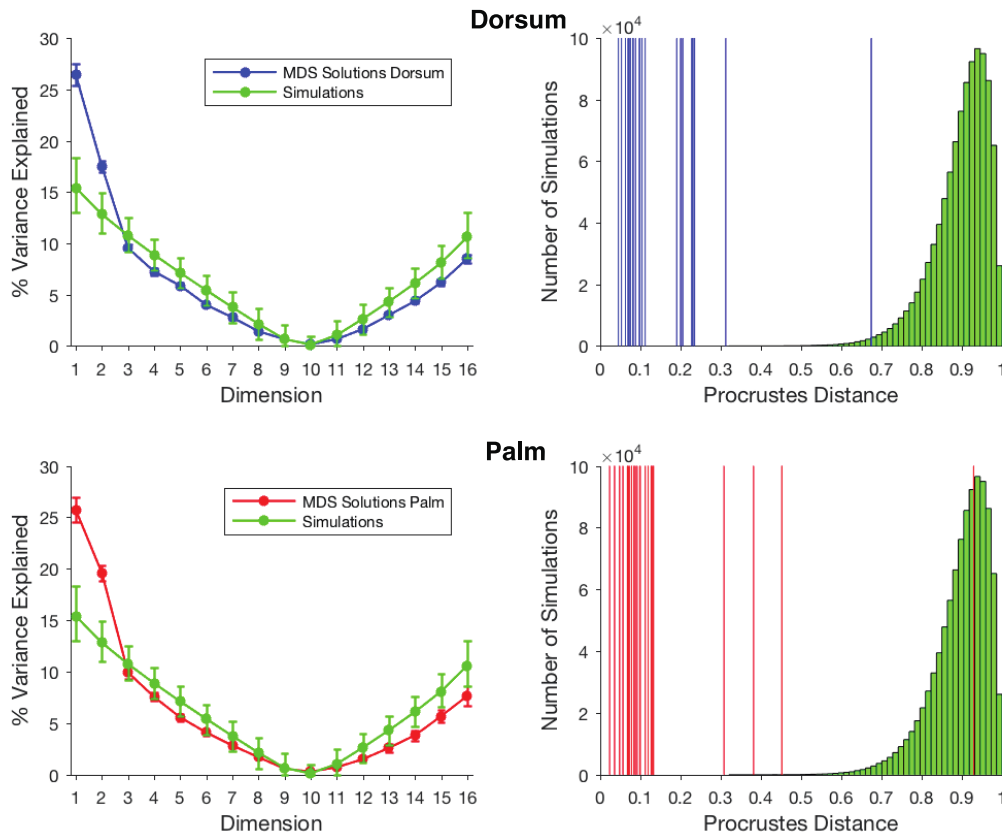 Dorsum
30
25
20
15
10
5
0
% Variance Explained
MDS Solutions Dorsum
Simulations
1 2 3 4 5 6 7 8 9 10 11 12 13 14 15 16
Dimension
×10⁴
10
8
6
4
2
0
Number of Simulations
0 0.1 0.2 0.3 0.4 0.5 0.6 0.7 0.8 0.9 1
Procrustes Distance
Palm
30
25
20
15
10
5
0
% Variance Explained
MDS Solutions Palm
Simulations
1 2 3 4 5 6 7 8 9 10 11 12 13 14 15 16
Dimension
×10⁴
10
8
6
4
2
0
Number of Simulations
0 0.1 0.2 0.3 0.4 0.5 0.6 0.7 0.8 0.9 1
Procrustes Distance